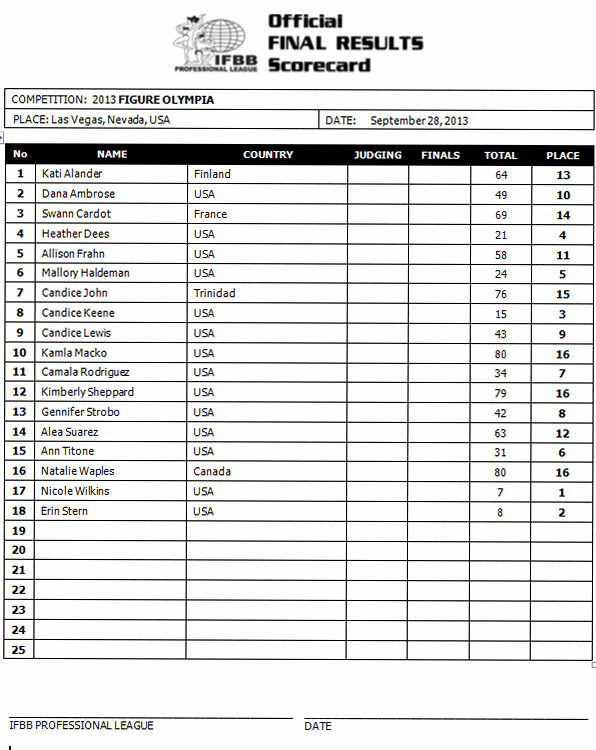 Official
FINAL RESULTS
Scorecard
IFBB
PROFESSIONAL LEAGUE
COMPETITION: 2013 FIGURE OLYMPIA
PLACE: Las Vegas, Nevada, USA DATE: September 28, 2013
No NAME COUNTRY JUDGING FINALS TOTAL PLACE
1 Kati Alander Finland 64 13
2 Dana Ambrose USA 49 10
3 Swann Cardot France 69 14
4 Heather Dees USA 21 4
5 Allison Frahn USA 58 11
6 Mallory Haldeman USA 24 5
7 Candice John Trinidad 76 15
8 Candice Keene USA 15 3
9 Candice Lewis USA 43 9
10 Kamla Macko USA 80 16
11 Camala Rodriguez USA 34 7
12 Kimberly Sheppard USA 79 16
13 Gennifer Strobo USA 42 8
14 Alea Suarez USA 63 12
15 Ann Titone USA 31 6
16 Natalie Waples Canada 80 16
17 Nicole Wilkins USA 7 1
18 Erin Stern USA 8 2
19
20
21
22
23
24
25
IFBB PROFESSIONAL LEAGUE DATE